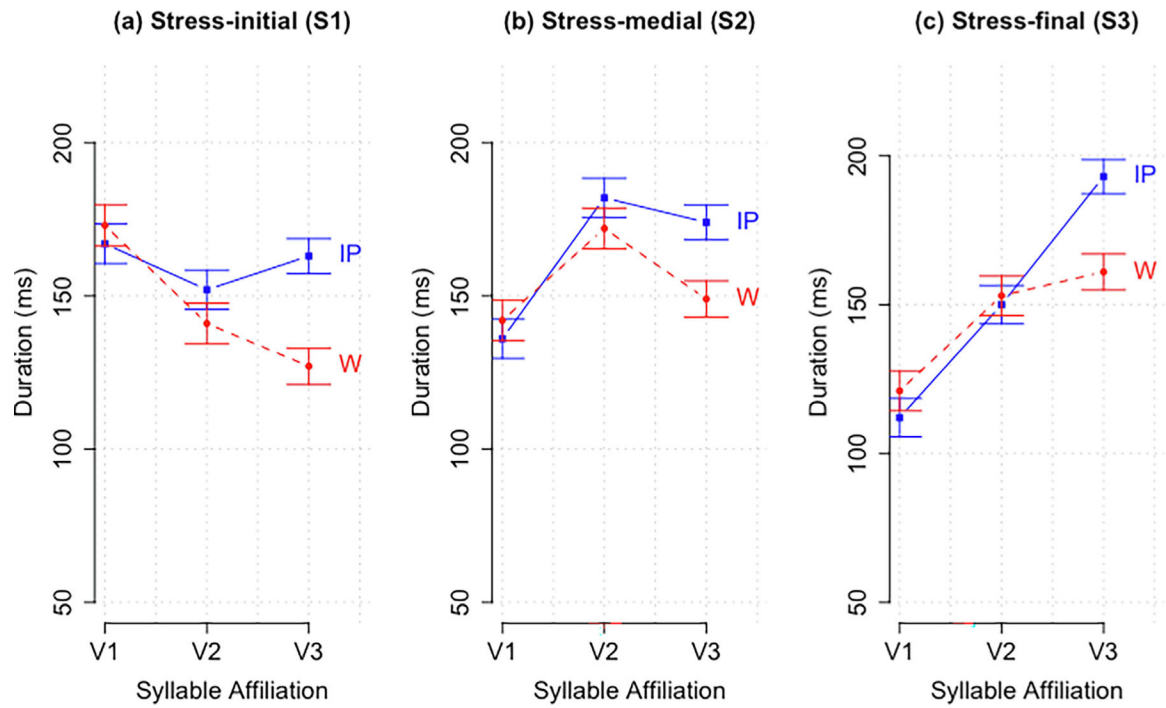 (a) Stress-initial (S1)
200
150
100
50
Duration (ms)
IP
W
V1 V2 V3
Syllable Affiliation
(b) Stress-medial (S2)
200
150
100
50
Duration (ms)
IP
W
V1 V2 V3
Syllable Affiliation
(c) Stress-final (S3)
200
150
100
50
Duration (ms)
IP
W
V1 V2 V3
Syllable Affiliation